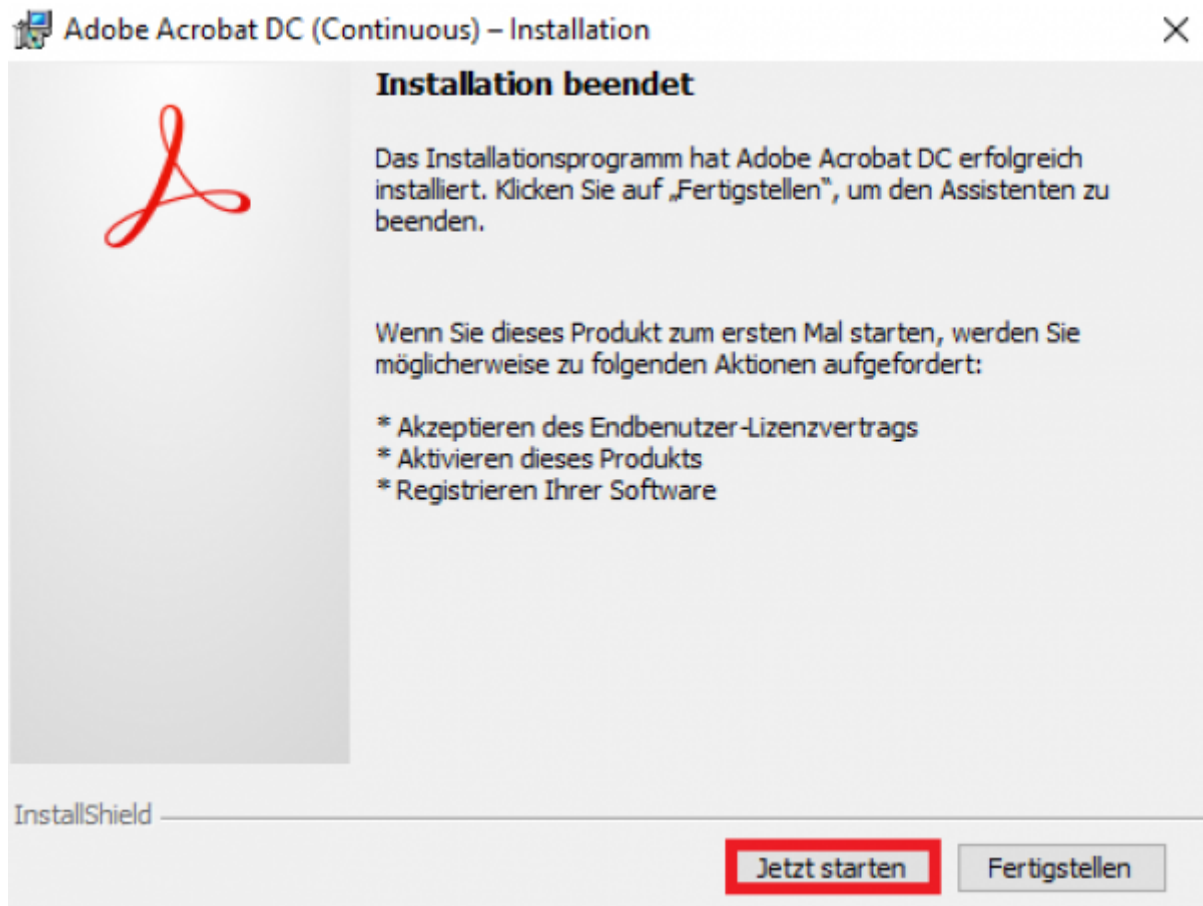 Adobe Acrobat DC (Continuous) – Installation
Installation beendet
Das Installationsprogramm hat Adobe Acrobat DC erfolgreich
installiert. Klicken Sie auf „Fertigstellen“, um den Assistenten zu
beenden.
Wenn Sie dieses Produkt zum ersten Mal starten, werden Sie
möglicherweise zu folgenden Aktionen aufgefordert:
* Akzeptieren des Endbenutzer-Lizenzvertrags
* Aktivieren dieses Produkts
* Registrieren Ihrer Software
InstallShield
Jetzt starten
Fertigstellen